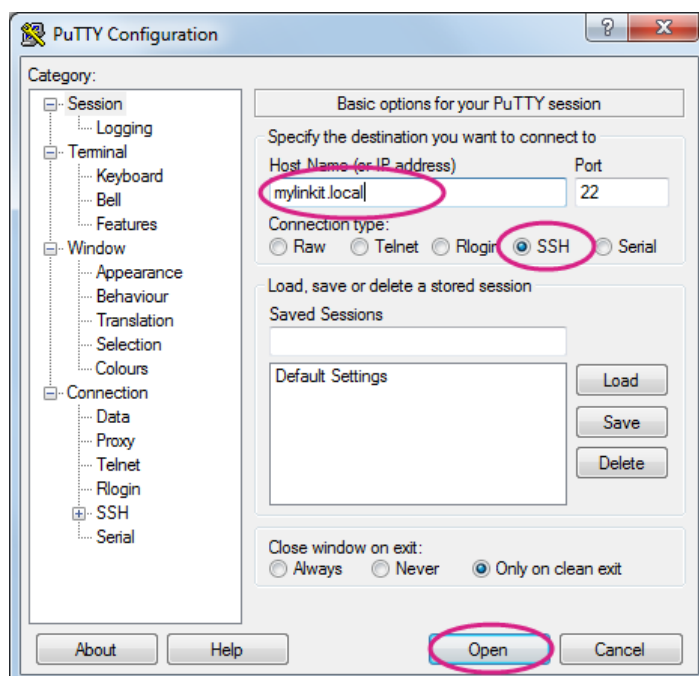 PuTTY Configuration
Category:
Session
Logging
Terminal
Keyboard
Bell
Features
Window
Appearance
Behaviour
Translation
Selection
Colours
Connection
Data
Proxy
Telnet
Rlogin
SSH
Serial
Basic options for your PuTTY session
Specify the destination you want to connect to
Host Name (or IP address) Port
mylinkit.local 22
Connection type:
Raw Telnet Rlogin SSH Serial
Load, save or delete a stored session
Saved Sessions
Default Settings
Load
Save
Delete
Close window on exit:
Always Never Only on clean exit
About Help Open Cancel